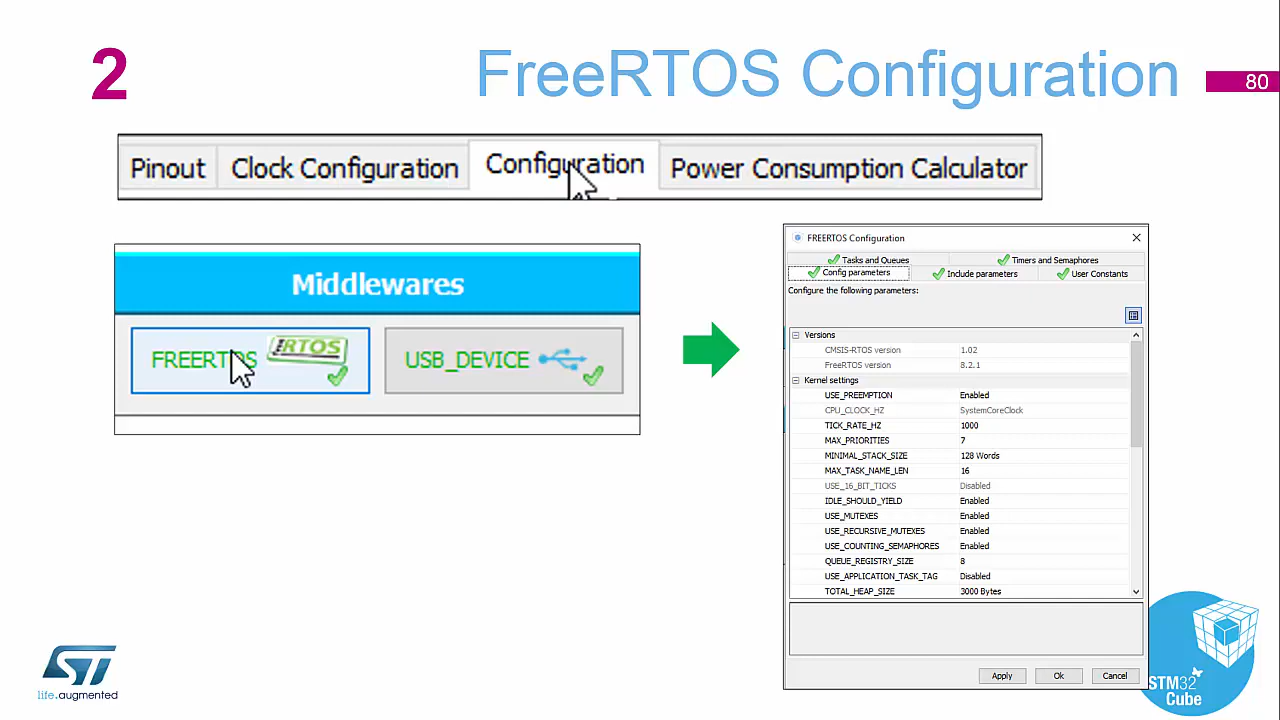 2
FreeRTOS Configuration
80
Pinout Clock Configuration Configuration Power Consumption Calculator
Middlewares
FREERTOS RTOS USB_DEVICE
FREERTOS Configuration
Tasks and Queues Timers and Semaphores
Config parameters Include parameters User Constants
Configure the following parameters:
Versions
CMSIS-RTOS version 1.02
FreeRTOS version 8.2.1
Kernel settings
USE_PREEMPTION Enabled
CPU_CLOCK_HZ SystemCoreClock
TICK_RATE_HZ 1000
MAX_PRIORITIES 7
MINIMAL_STACK_SIZE 128 Words
MAX_TASK_NAME_LEN 16
USE_16_BIT_TICKS Disabled
IDLE_SHOULD_YIELD Enabled
USE_MUTEXES Enabled
USE_RECURSIVE_MUTEXES Enabled
USE_COUNTING_SEMAPHORES Enabled
QUEUE_REGISTRY_SIZE 8
USE_APPLICATION_TASK_TAG Disabled
TOTAL_HEAP_SIZE 3000 Bytes
Apply Ok Cancel
ST
life.augmented
STM32
Cube